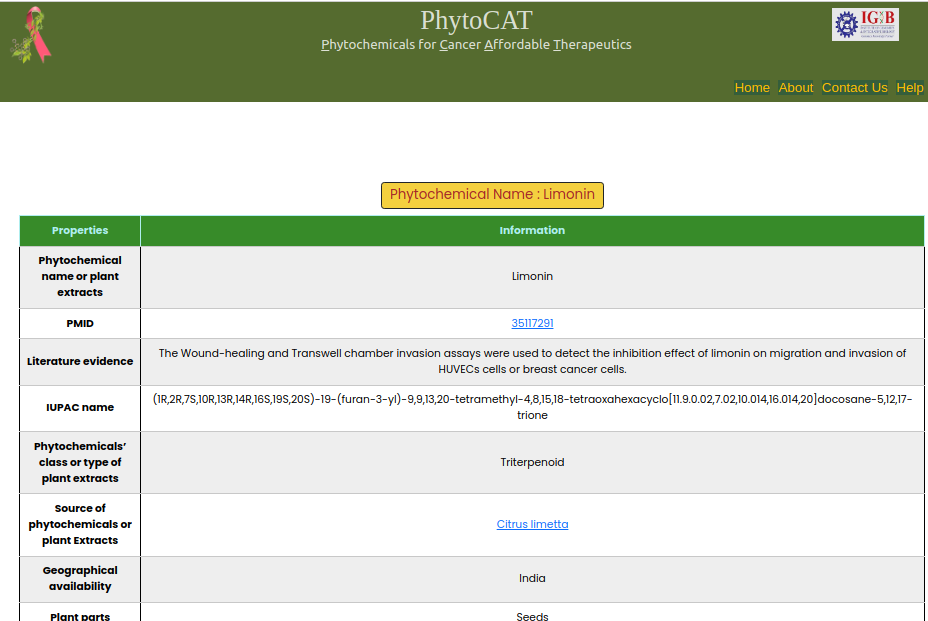 PhytoCAT
Phytochemicals for Cancer Affordable Therapeutics
IGIB
Home About Contact Us Help
Phytochemical Name : Limonin
Properties Information
Phytochemical
name or plant
extracts
Limonin
PMID 35117291
Literature evidence
The Wound-healing and Transwell chamber invasion assays were used to detect the inhibition effect of limonin on migration and invasion of
HUVECs cells or breast cancer cells.
IUPAC name
(1R,2R,7S,10R,13R,14R,16S,19S,20S)-19-(furan-3-yl)-9,9,13,20-tetramethyl-4,8,15,18-tetraoxahexacyclo[11.9.0.02,7.02,10.014,16.014,20]docosane-5,12,17-
trione
Phytochemicals’
class or type of
plant extracts
Triterpenoid
Source of
phytochemicals or
plant Extracts
Citrus limetta
Geographical
availability
India
Plant parts Seeds